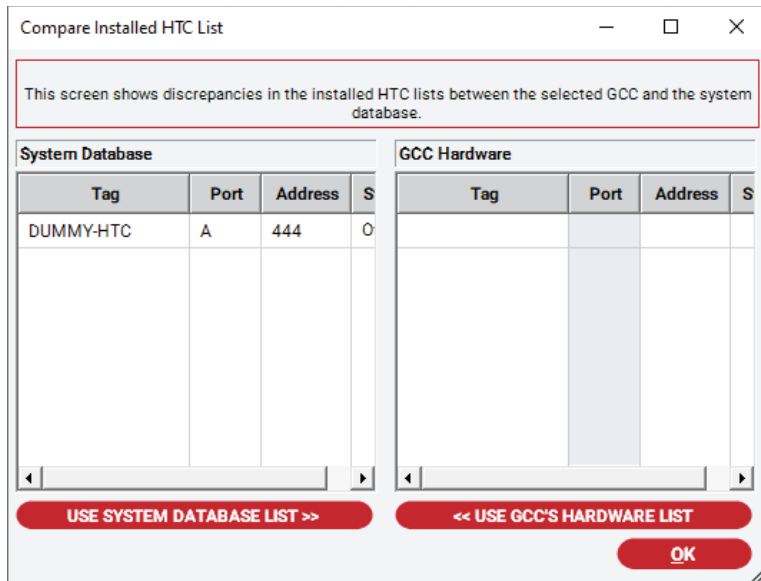 Compare Installed HTC List
This screen shows discrepancies in the installed HTC lists between the selected GCC and the system
database.
System Database
GCC Hardware
Tag Port Address S
Tag Port Address S
DUMMY-HTC A 444
USE SYSTEM DATABASE LIST >>
<< USE GCC'S HARDWARE LIST
OK